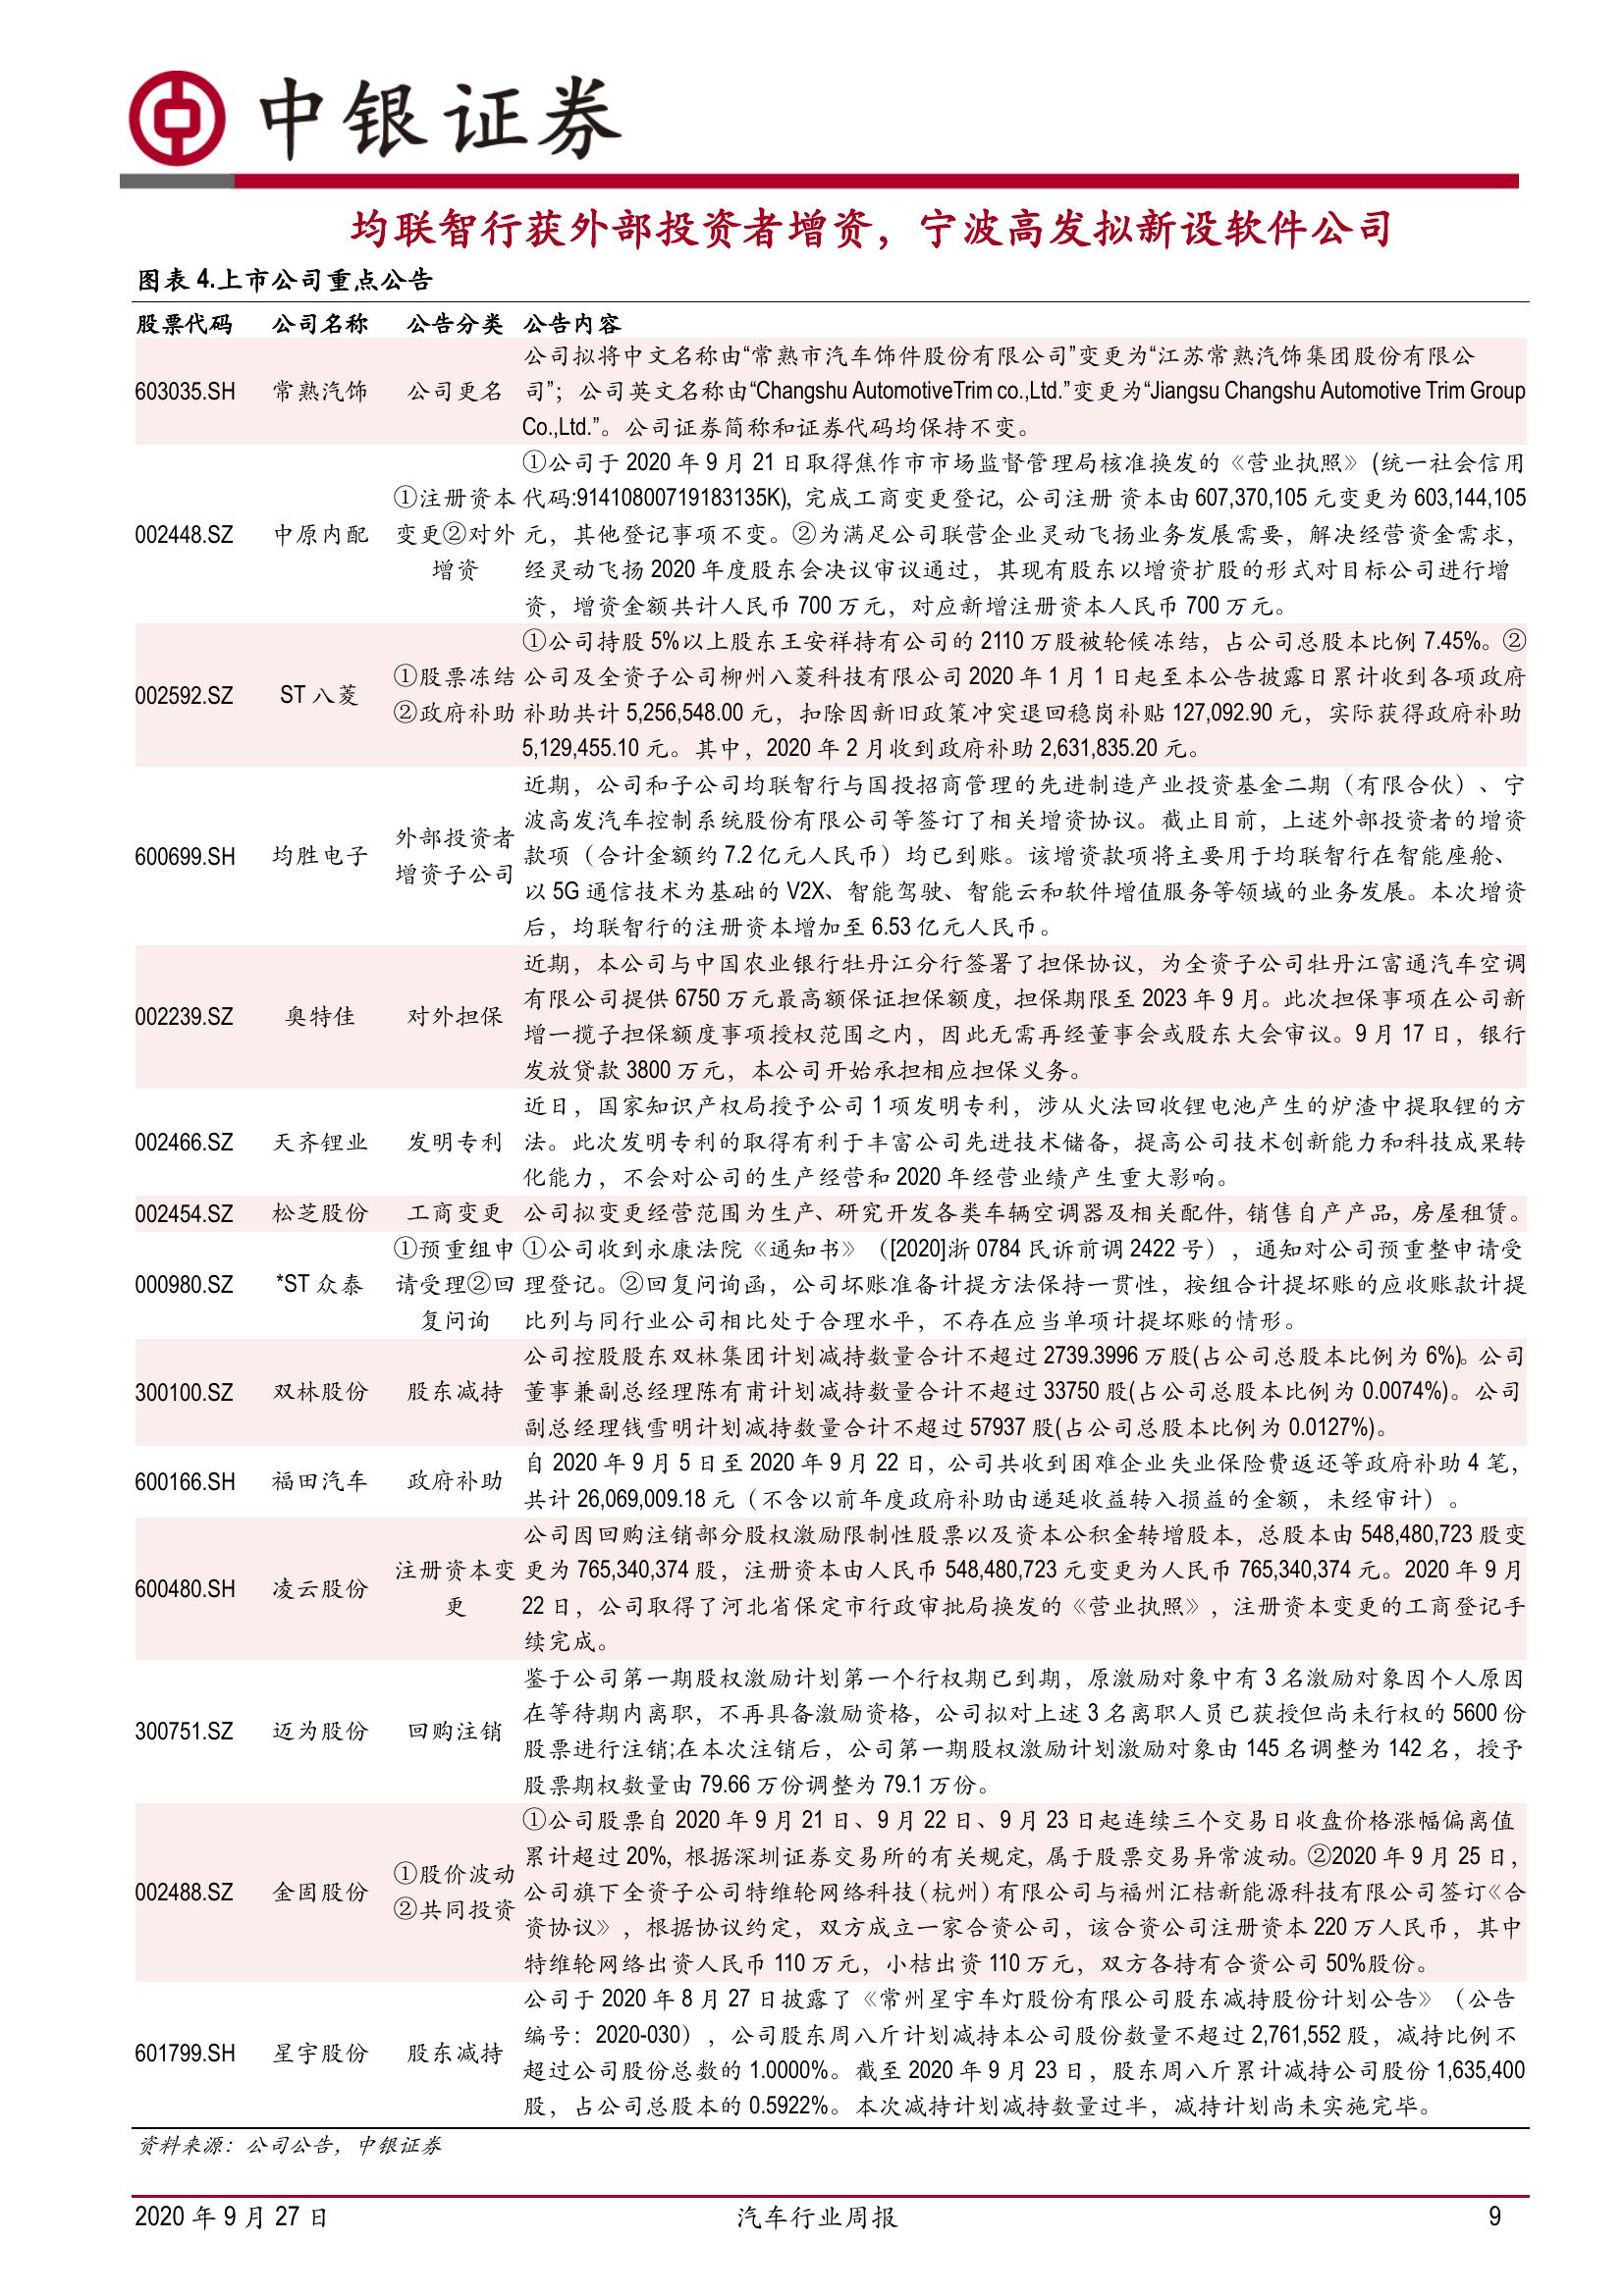 中银证券
均联智行获外部投资者增资，宁波高发拟新设软件公司
图表 4.上市公司重点公告
股票代码 公司名称 公告分类 公告内容
603035.SH 常熟汽饰 公司更名
公司拟将中文名称由“常熟市汽车饰件股份有限公司”变更为“江苏常熟汽饰集团股份有限公
司”；公司英文名称由“Changshu AutomotiveTrim co.,Ltd.”变更为“Jiangsu Changshu Automotive Trim Group
Co.,Ltd.”。公司证券简称和证券代码均保持不变。
002448.SZ 中原内配
①注册资本
变更②对外
增资
①公司于 2020 年 9 月 21 日取得焦作市市场监督管理局核准换发的《营业执照》(统一社会信用
代码:91410800719183135K), 完成工商变更登记, 公司注册 资本由 607,370,105 元变更为 603,144,105
元，其他登记事项不变。②为满足公司联营企业灵动飞扬业务发展需要，解决经营资金需求，
经灵动飞扬 2020 年度股东会决议审议通过，其现有股东以增资扩股的形式对目标公司进行增
资，增资金额共计人民币 700 万元，对应新增注册资本人民币 700 万元。
002592.SZ ST 八菱
①股票冻结
②政府补助
①公司持股 5%以上股东王安祥持有公司的 2110 万股被轮候冻结，占公司总股本比例 7.45%。②
公司及全资子公司柳州八菱科技有限公司 2020 年 1 月 1 日起至本公告披露日累计收到各项政府
补助共计 5,256,548.00 元，扣除因新旧政策冲突退回稳岗补贴 127,092.90 元，实际获得政府补助
5,129,455.10 元。其中，2020 年 2 月收到政府补助 2,631,835.20 元。
600699.SH 均胜电子
外部投资者
增资子公司
近期，公司和子公司均联智行与国投招商管理的先进制造产业投资基金二期（有限合伙）、宁
波高发汽车控制系统股份有限公司等签订了相关增资协议。截止目前，上述外部投资者的增资
款项（合计金额约 7.2 亿元人民币）均已到账。该增资款项将主要用于均联智行在智能座舱、
以 5G 通信技术为基础的 V2X、智能驾驶、智能云和软件增值服务等领域的业务发展。本次增资
后，均联智行的注册资本增加至 6.53 亿元人民币。
002239.SZ 奥特佳 对外担保
近期，本公司与中国农业银行牡丹江分行签署了担保协议，为全资子公司牡丹江富通汽车空调
有限公司提供 6750 万元最高额保证担保额度, 担保期限至 2023 年 9 月。此次担保事项在公司新
增一揽子担保额度事项授权范围之内，因此无需再经董事会或股东大会审议。9 月 17 日，银行
发放贷款 3800 万元，本公司开始承担相应担保义务。
002466.SZ 天齐锂业 发明专利
近日，国家知识产权局授予公司 1 项发明专利，涉从火法回收锂电池产生的炉渣中提取锂的方
法。此次发明专利的取得有利于丰富公司先进技术储备，提高公司技术创新能力和科技成果转
化能力，不会对公司的生产经营和 2020 年经营业绩产生重大影响。
002454.SZ 松芝股份 工商变更 公司拟变更经营范围为生产、研究开发各类车辆空调器及相关配件, 销售自产产品, 房屋租赁。
000980.SZ *ST 众泰
①预重组申
请受理②回
复问询
①公司收到永康法院《通知书》（[2020]浙 0784 民诉前调 2422 号），通知对公司预重整申请受
理登记。②回复问询函，公司坏账准备计提方法保持一贯性，按组合计提坏账的应收账款计提
比列与同行业公司相比处于合理水平，不存在应当单项计提坏账的情形。
300100.SZ 双林股份 股东减持
公司控股股东双林集团计划减持数量合计不超过 2739.3996 万股(占公司总股本比例为 6%)。公司
董事兼副总经理陈有甫计划减持数量合计不超过 33750 股(占公司总股本比例为 0.0074%)。公司
副总经理钱雪明计划减持数量合计不超过 57937 股(占公司总股本比例为 0.0127%)。
600166.SH 福田汽车 政府补助
自 2020 年 9 月 5 日至 2020 年 9 月 22 日, 公司共收到困难企业失业保险费返还等政府补助 4 笔，
共计 26,069,009.18 元（不含以前年度政府补助由递延收益转入损益的金额，未经审计）。
600480.SH 凌云股份
注册资本变
更
公司因回购注销部分股权激励限制性股票以及资本公积金转增股本，总股本由 548,480,723 股变
更为 765,340,374 股，注册资本由人民币 548,480,723 元变更为人民币 765,340,374 元。2020 年 9 月
22 日，公司取得了河北省保定市行政审批局换发的《营业执照》，注册资本变更的工商登记手
续完成。
300751.SZ 迈为股份 回购注销
鉴于公司第一期股权激励计划第一个行权期已到期，原激励对象中有 3 名激励对象因个人原因
在等待期内离职，不再具备激励资格，公司拟对上述 3 名离职人员已获授但尚未行权的 5600 份
股票进行注销;在本次注销后，公司第一期股权激励计划激励对象由 145 名调整为 142 名，授予
股票期权数量由 79.66 万份调整为 79.1 万份。
002488.SZ 金固股份
①股价波动
②共同投资
①公司股票自 2020 年 9 月 21 日、9 月 22 日、9 月 23 日起连续三个交易日收盘价格涨幅偏离值
累计超过 20%, 根据深圳证券交易所的有关规定, 属于股票交易异常波动。②2020 年 9 月 25 日，
公司旗下全资子公司特维轮网络科技(杭州)有限公司与福州汇桔新能源科技有限公司签订《合
资协议》，根据协议约定，双方成立一家合资公司，该合资公司注册资本 220 万人民币，其中
特维轮网络出资人民币 110 万元，小桔出资 110 万元，双方各持有合资公司 50%股份。
601799.SH 星宇股份 股东减持
公司于 2020 年 8 月 27 日披露了《常州星宇车灯股份有限公司股东减持股份计划公告》（公告
编号：2020-030），公司股东周八斤计划减持本公司股份数量不超过 2,761,552 股，减持比例不
超过公司股份总数的 1.0000%。截至 2020 年 9 月 23 日，股东周八斤累计减持公司股份 1,635,400
股，占公司总股本的 0.5922%。本次减持计划减持数量过半，减持计划尚未实施完毕。
资料来源：公司公告，中银证券
2020 年 9 月 27 日 汽车行业周报 9